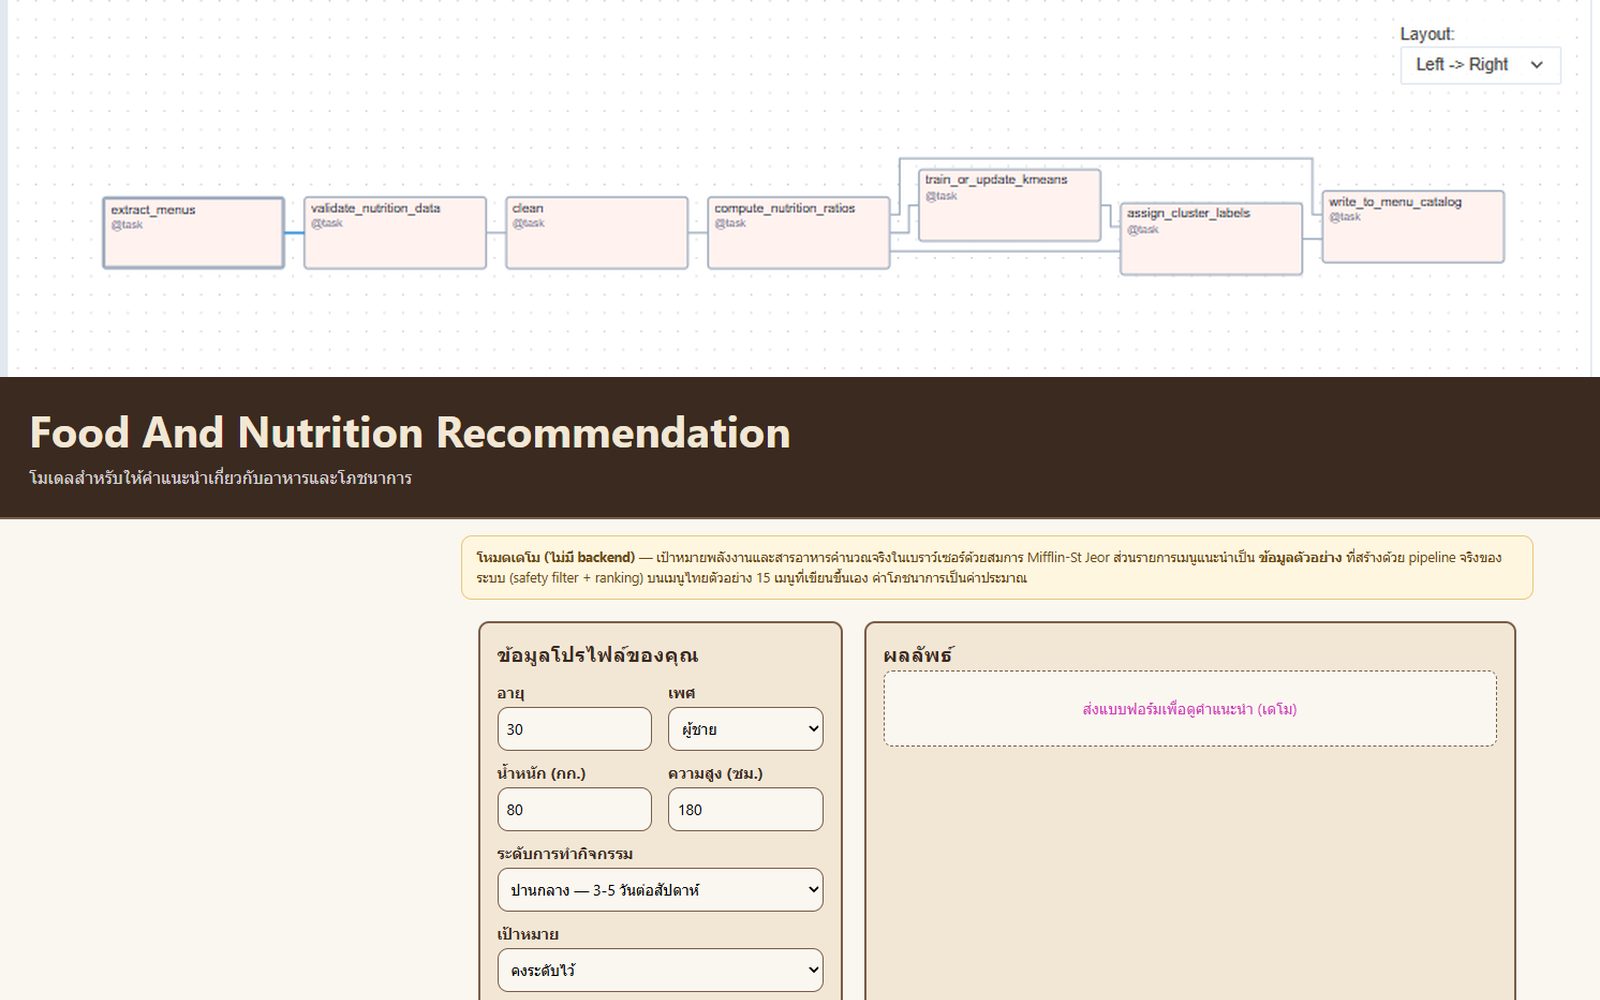 Layout:
Left -> Right
extract_menus
@task
validate_nutrition_data
@task
clean
@task
compute_nutrition_ratios
@task
train_or_update_kmeans
@task
assign_cluster_labels
@task
write_to_menu_catalog
@task
Food And Nutrition Recommendation
โมเดลสำหรับให้คำแนะนำเกี่ยวกับอาหารและโภชนาการ
โหมดเดโม (ไม่มี backend) — เป้าหมายพลังงานและสารอาหารคำนวณจริงในเบราว์เซอร์ด้วยสมการ Mifflin-St Jeor ส่วนรายการเมนูแนะนำเป็น ข้อมูลตัวอย่าง ที่สร้างด้วย pipeline จริงของ
ระบบ (safety filter + ranking) บนเมนูไทยตัวอย่าง 15 เมนูที่เขียนขึ้นเอง ค่าโภชนาการเป็นค่าประมาณ
ข้อมูลโปรไฟล์ของคุณ
อายุ
เพศ
30
ผู้ชาย
น้ำหนัก (กก.)
ความสูง (ซม.)
80
180
ระดับการทำกิจกรรม
ปานกลาง — 3-5 วันต่อสัปดาห์
เป้าหมาย
คงระดับไว้
ผลลัพธ์
ส่งแบบฟอร์มเพื่อดูคำแนะนำ (เดโม)